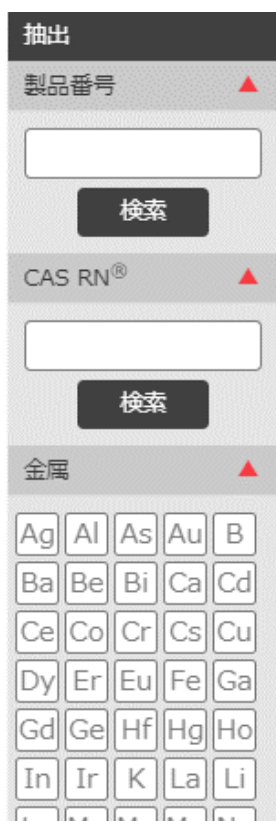 抽出
製品番号
検索
CAS RN®
検索
金属
Ag Al As Au B
Ba Be Bi Ca Cd
Ce Co Cr Cs Cu
Dy Er Eu Fe Ga
Gd Ge Hf Hg Ho
In Ir K La Li